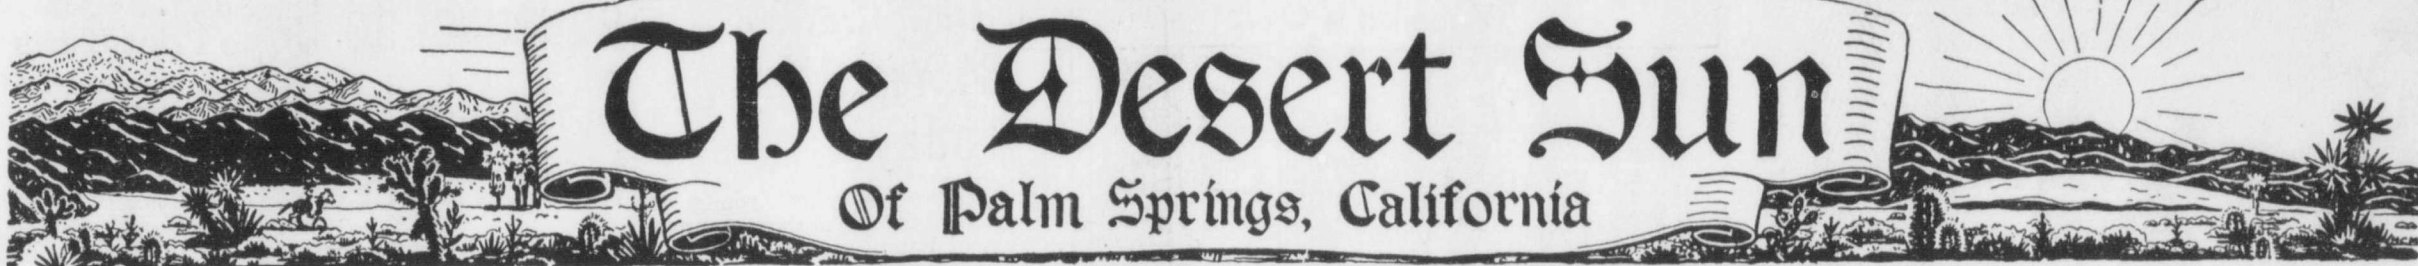 The Desert Sun
Of Palm Springs, California